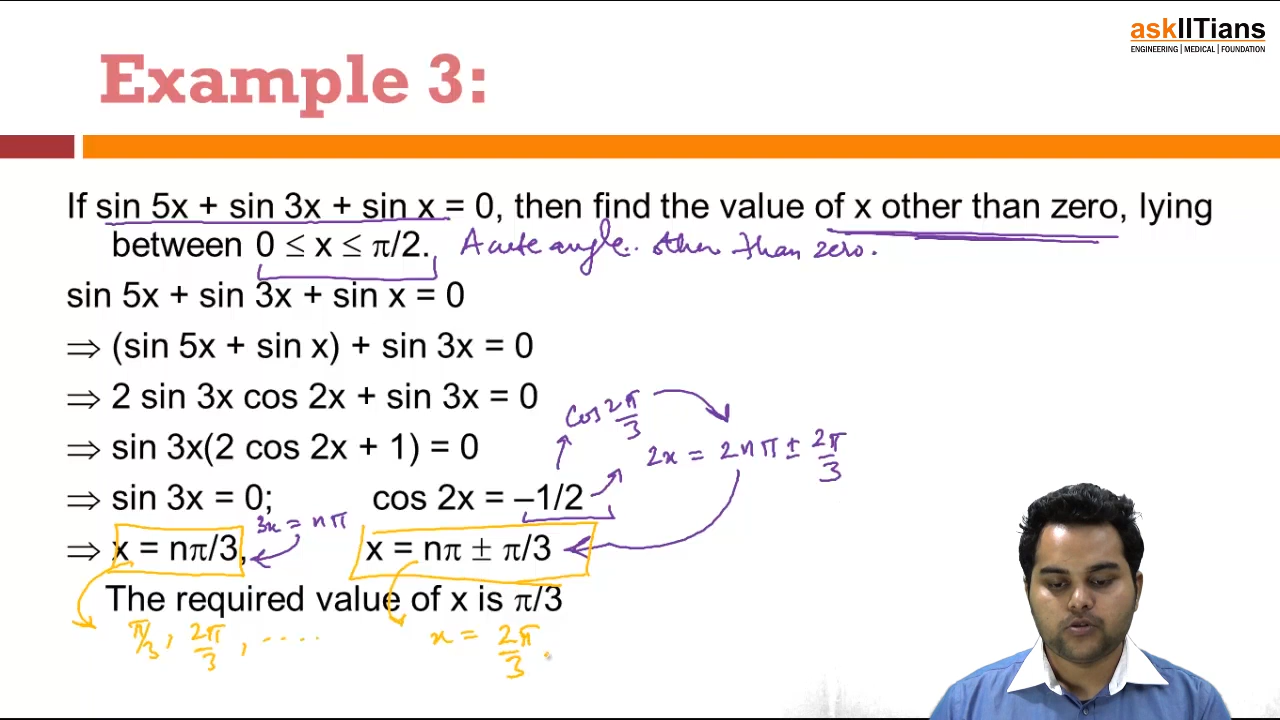 askIITians
ENGINEERING | MEDICAL | FOUNDATION
Example 3:
If sin 5x + sin 3x + sin x = 0, then find the value of x other than zero, lying
between 0 ≤ x ≤ π/2. Acute angle.. other than zero.
sin 5x + sin 3x + sin x = 0
⇒ (sin 5x + sin x) + sin 3x = 0
⇒ 2 sin 3x cos 2x + sin 3x = 0
cos 2π/3
⇒ sin 3x(2 cos 2x + 1) = 0 2x = 2nπ ± 2π/3
⇒ sin 3x = 0; cos 2x = –1/2
3x = nπ
⇒ x = nπ/3, x = nπ ± π/3
The required value of x is π/3
π/3, 2π/3, ..... x = 2π/3